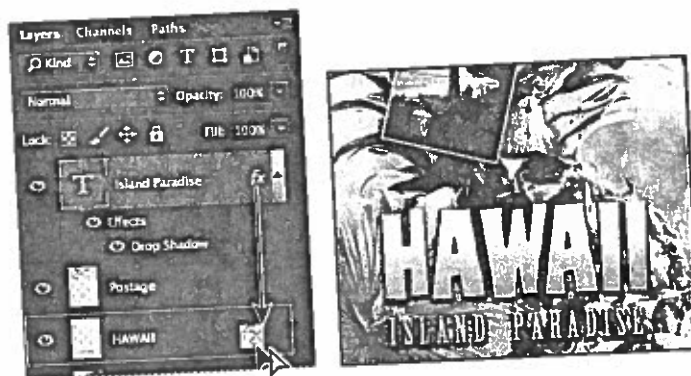 Layers Channels Paths
Kind
Normal Opacity: 100%
Lock: Fill: 100%
T Island Paradise fx
Effects
Drop Shadow
Postage
HAWAII
HAWAII
ISLAND PARADISE